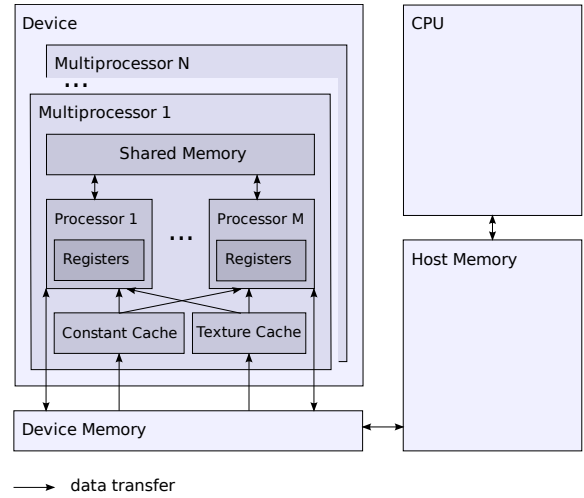 Device
CPU
Multiprocessor N
...
Multiprocessor 1
Shared Memory
Processor 1
...
Processor M
Registers
Registers
Host Memory
Constant Cache
Texture Cache
Device Memory
data transfer